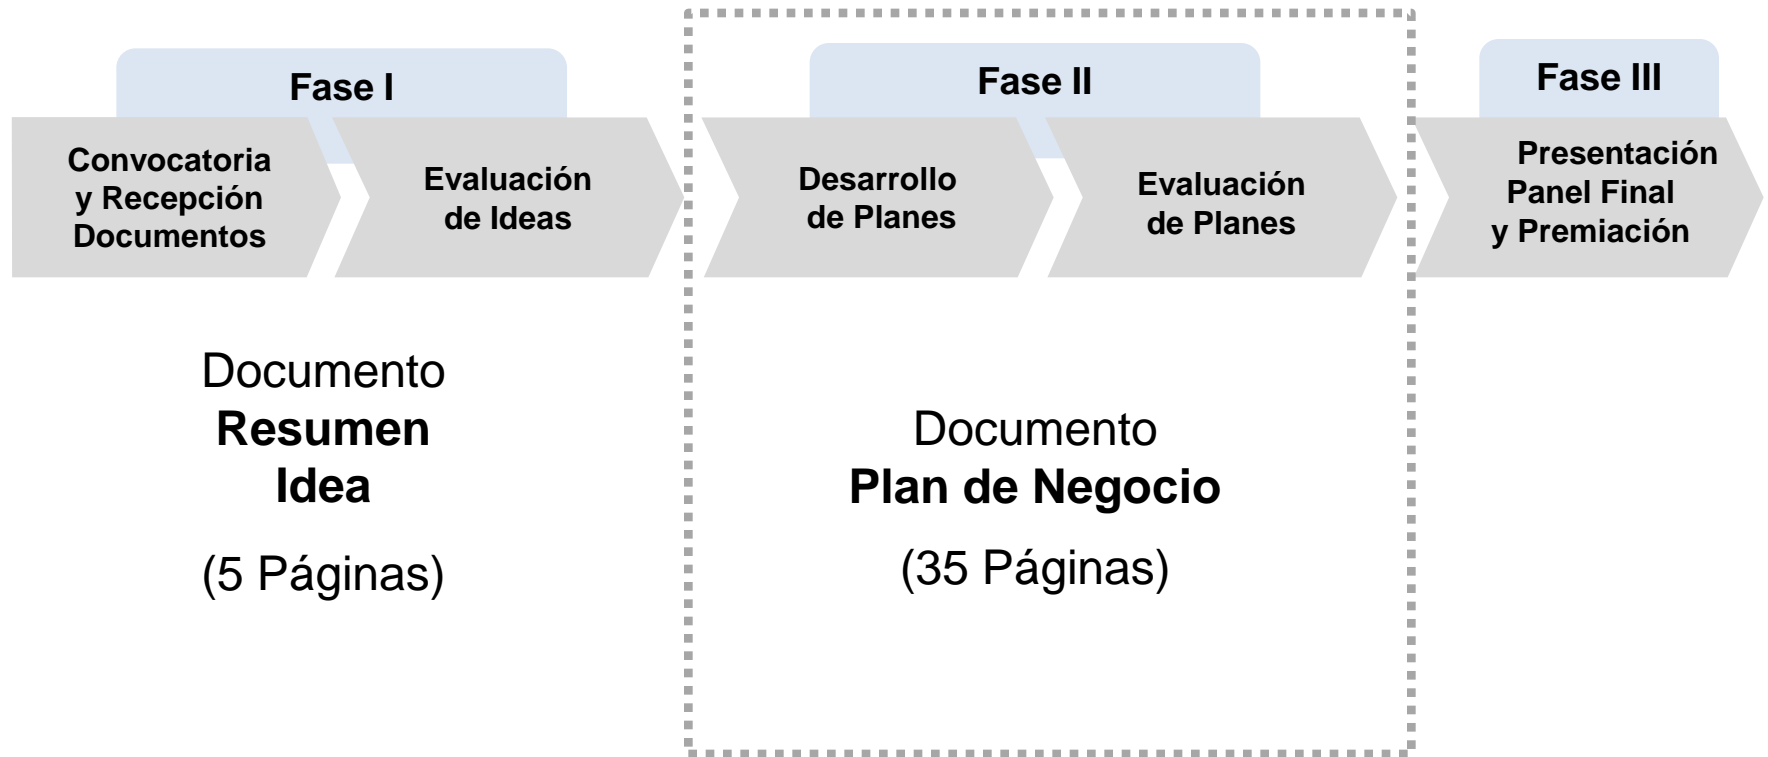 Fase I
Convocatoria
y Recepción
Documentos
Evaluación
de Ideas
Documento
Resumen
Idea
(5 Páginas)
Fase II
Desarrollo
de Planes
Evaluación
de Planes
Documento
Plan de Negocio
(35 Páginas)
Fase III
Presentación
Panel Final
y Premiación